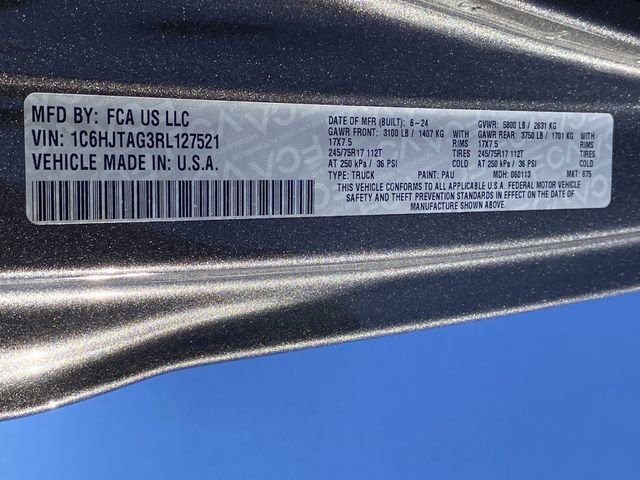 MFD BY: FCA US LLC
VIN: 1C6HJTAG3RL127521
VEHICLE MADE IN: U.S.A.
DATE OF MFR (BUILT): 6-24 GVWR: 5800 LB / 2631 KG
GAWR FRONT: 3100 LB / 1407 KG WITH GAWR REAR: 3750 LB / 1701 KG WITH
17X7.5 RIMS 17X7.5 RIMS
245/75R17 112T TIRES 245/75R17 112T TIRES
AT 250 kPa / 36 PSI COLD AT 250 kPa / 36 PSI COLD
TYPE: TRUCK PAINT: PAU MDH: 060113 MKT: 875
THIS VEHICLE CONFORMS TO ALL APPLICABLE U.S.A. FEDERAL MOTOR VEHICLE
SAFETY AND THEFT PREVENTION STANDARDS IN EFFECT ON THE DATE OF
MANUFACTURE SHOWN ABOVE.